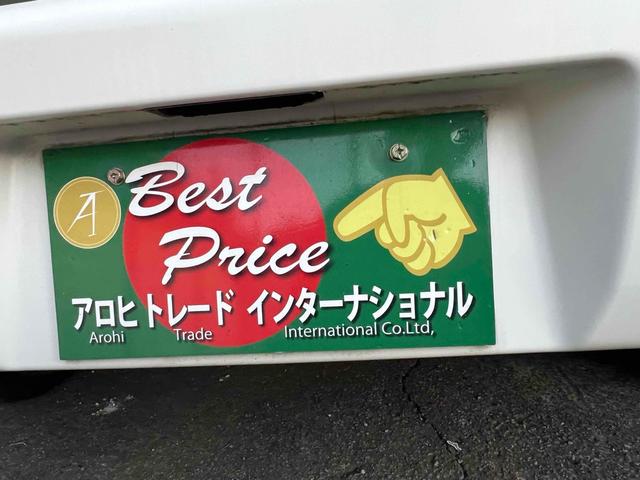 A
Best
Price
アロヒ トレード インターナショナル
Arohi Trade International Co.Ltd,